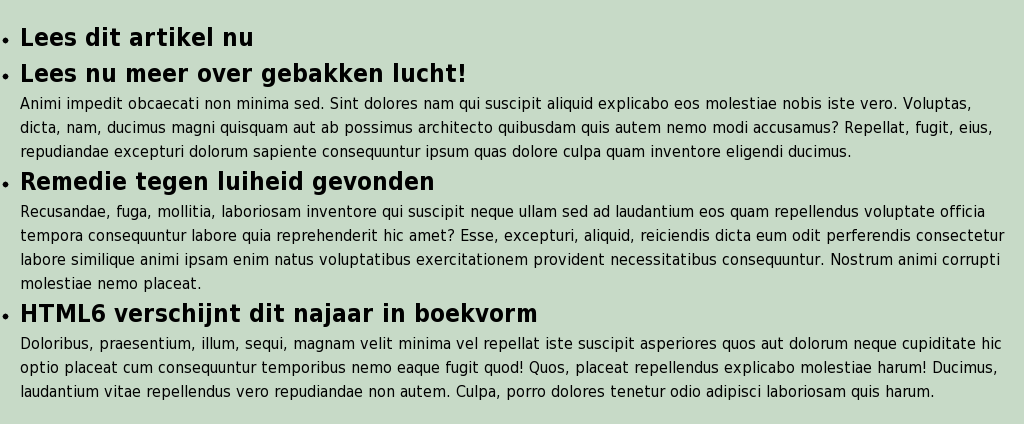 Lees dit artikel nu
Lees nu meer over gebakken lucht!
Animi impedit obcaecati non minima sed. Sint dolores nam qui suscipit aliquid explicabo eos molestiae nobis iste vero. Voluptas,
dicta, nam, ducimus magni quisquam aut ab possimus architecto quibusdam quis autem nemo modi accusamus? Repellat, fugit, eius,
repudiandae excepturi dolorum sapiente consequuntur ipsum quas dolore culpa quam inventore eligendi ducimus.
Remedie tegen luiheid gevonden
Recusandae, fuga, mollitia, laboriosam inventore qui suscipit neque ullam sed ad laudantium eos quam repellendus voluptate officia
tempora consequuntur labore quia reprehenderit hic amet? Esse, excepturi, aliquid, reiciendis dicta eum odit perferendis consectetur
labore similique animi ipsam enim natus voluptatibus exercitationem provident necessitatibus consequuntur. Nostrum animi corrupti
molestiae nemo placeat.
HTML6 verschijnt dit najaar in boekvorm
Doloribus, praesentium, illum, sequi, magnam velit minima vel repellat iste suscipit asperiores quos aut dolorum neque cupiditate hic
optio placeat cum consequuntur temporibus nemo eaque fugit quod! Quos, placeat repellendus explicabo molestiae harum! Ducimus,
laudantium vitae repellendus vero repudiandae non autem. Culpa, porro dolores tenetur odio adipisci laboriosam quis harum.